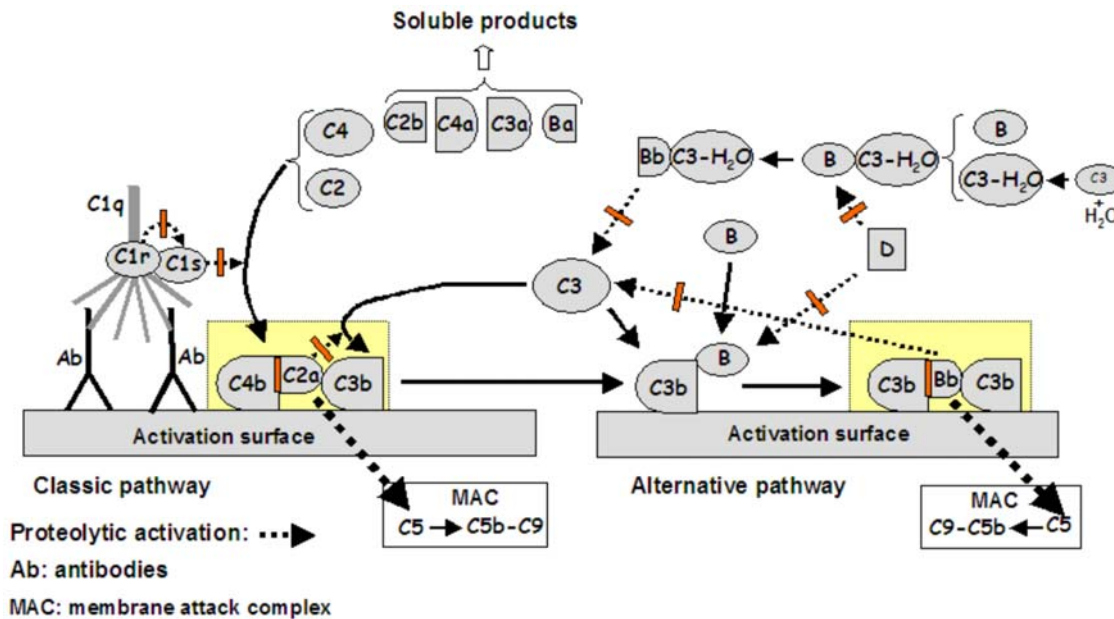 Soluble products
C4
C2b
C4a
C3a
Ba
C2
Bb
C3-H₂O
B
C3-H₂O
B
C3-H₂O
C3
+
H₂O
C1q
C1r
C1s
B
D
C3
Ab
Ab
C4b
C2a
C3b
B
C3b
C3b
Bb
C3b
Activation surface
Activation surface
Classic pathway
Alternative pathway
MAC
C5
C5b-C9
MAC
C9-C5b
C5
Proteolytic activation:
Ab: antibodies
MAC: membrane attack complex